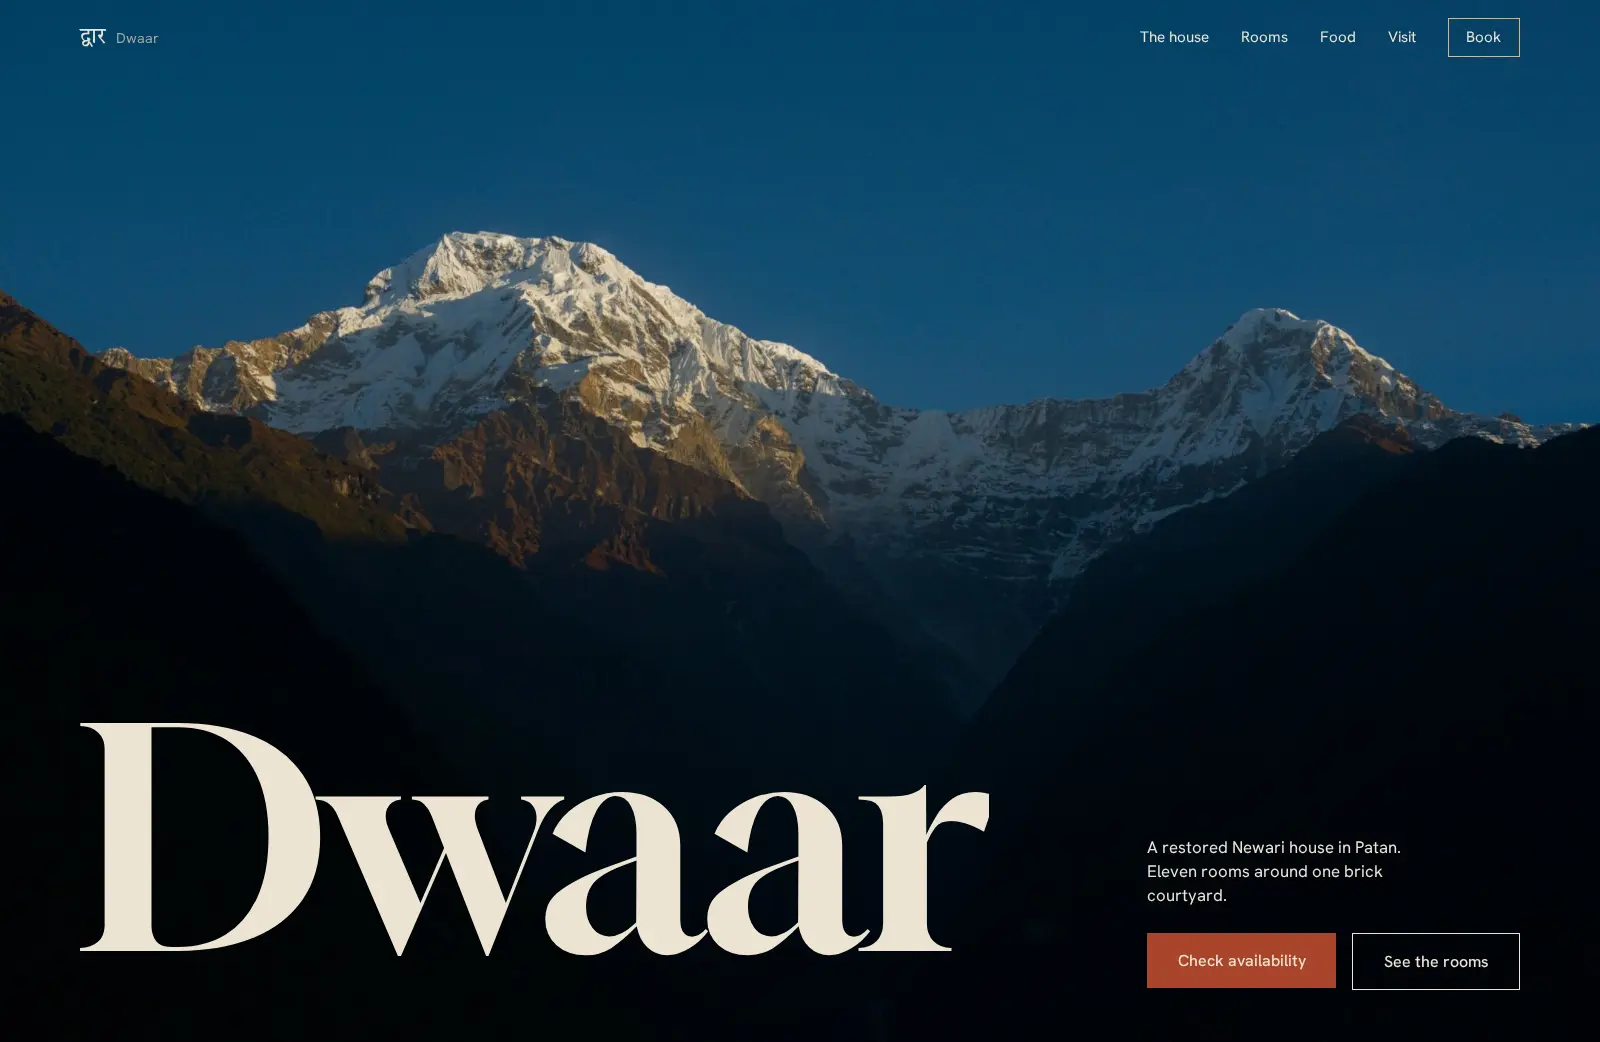 द्वार Dwaar
The house Rooms Food Visit Book
Dwaar
A restored Newari house in Patan.
Eleven rooms around one brick
courtyard.
Check availability See the rooms